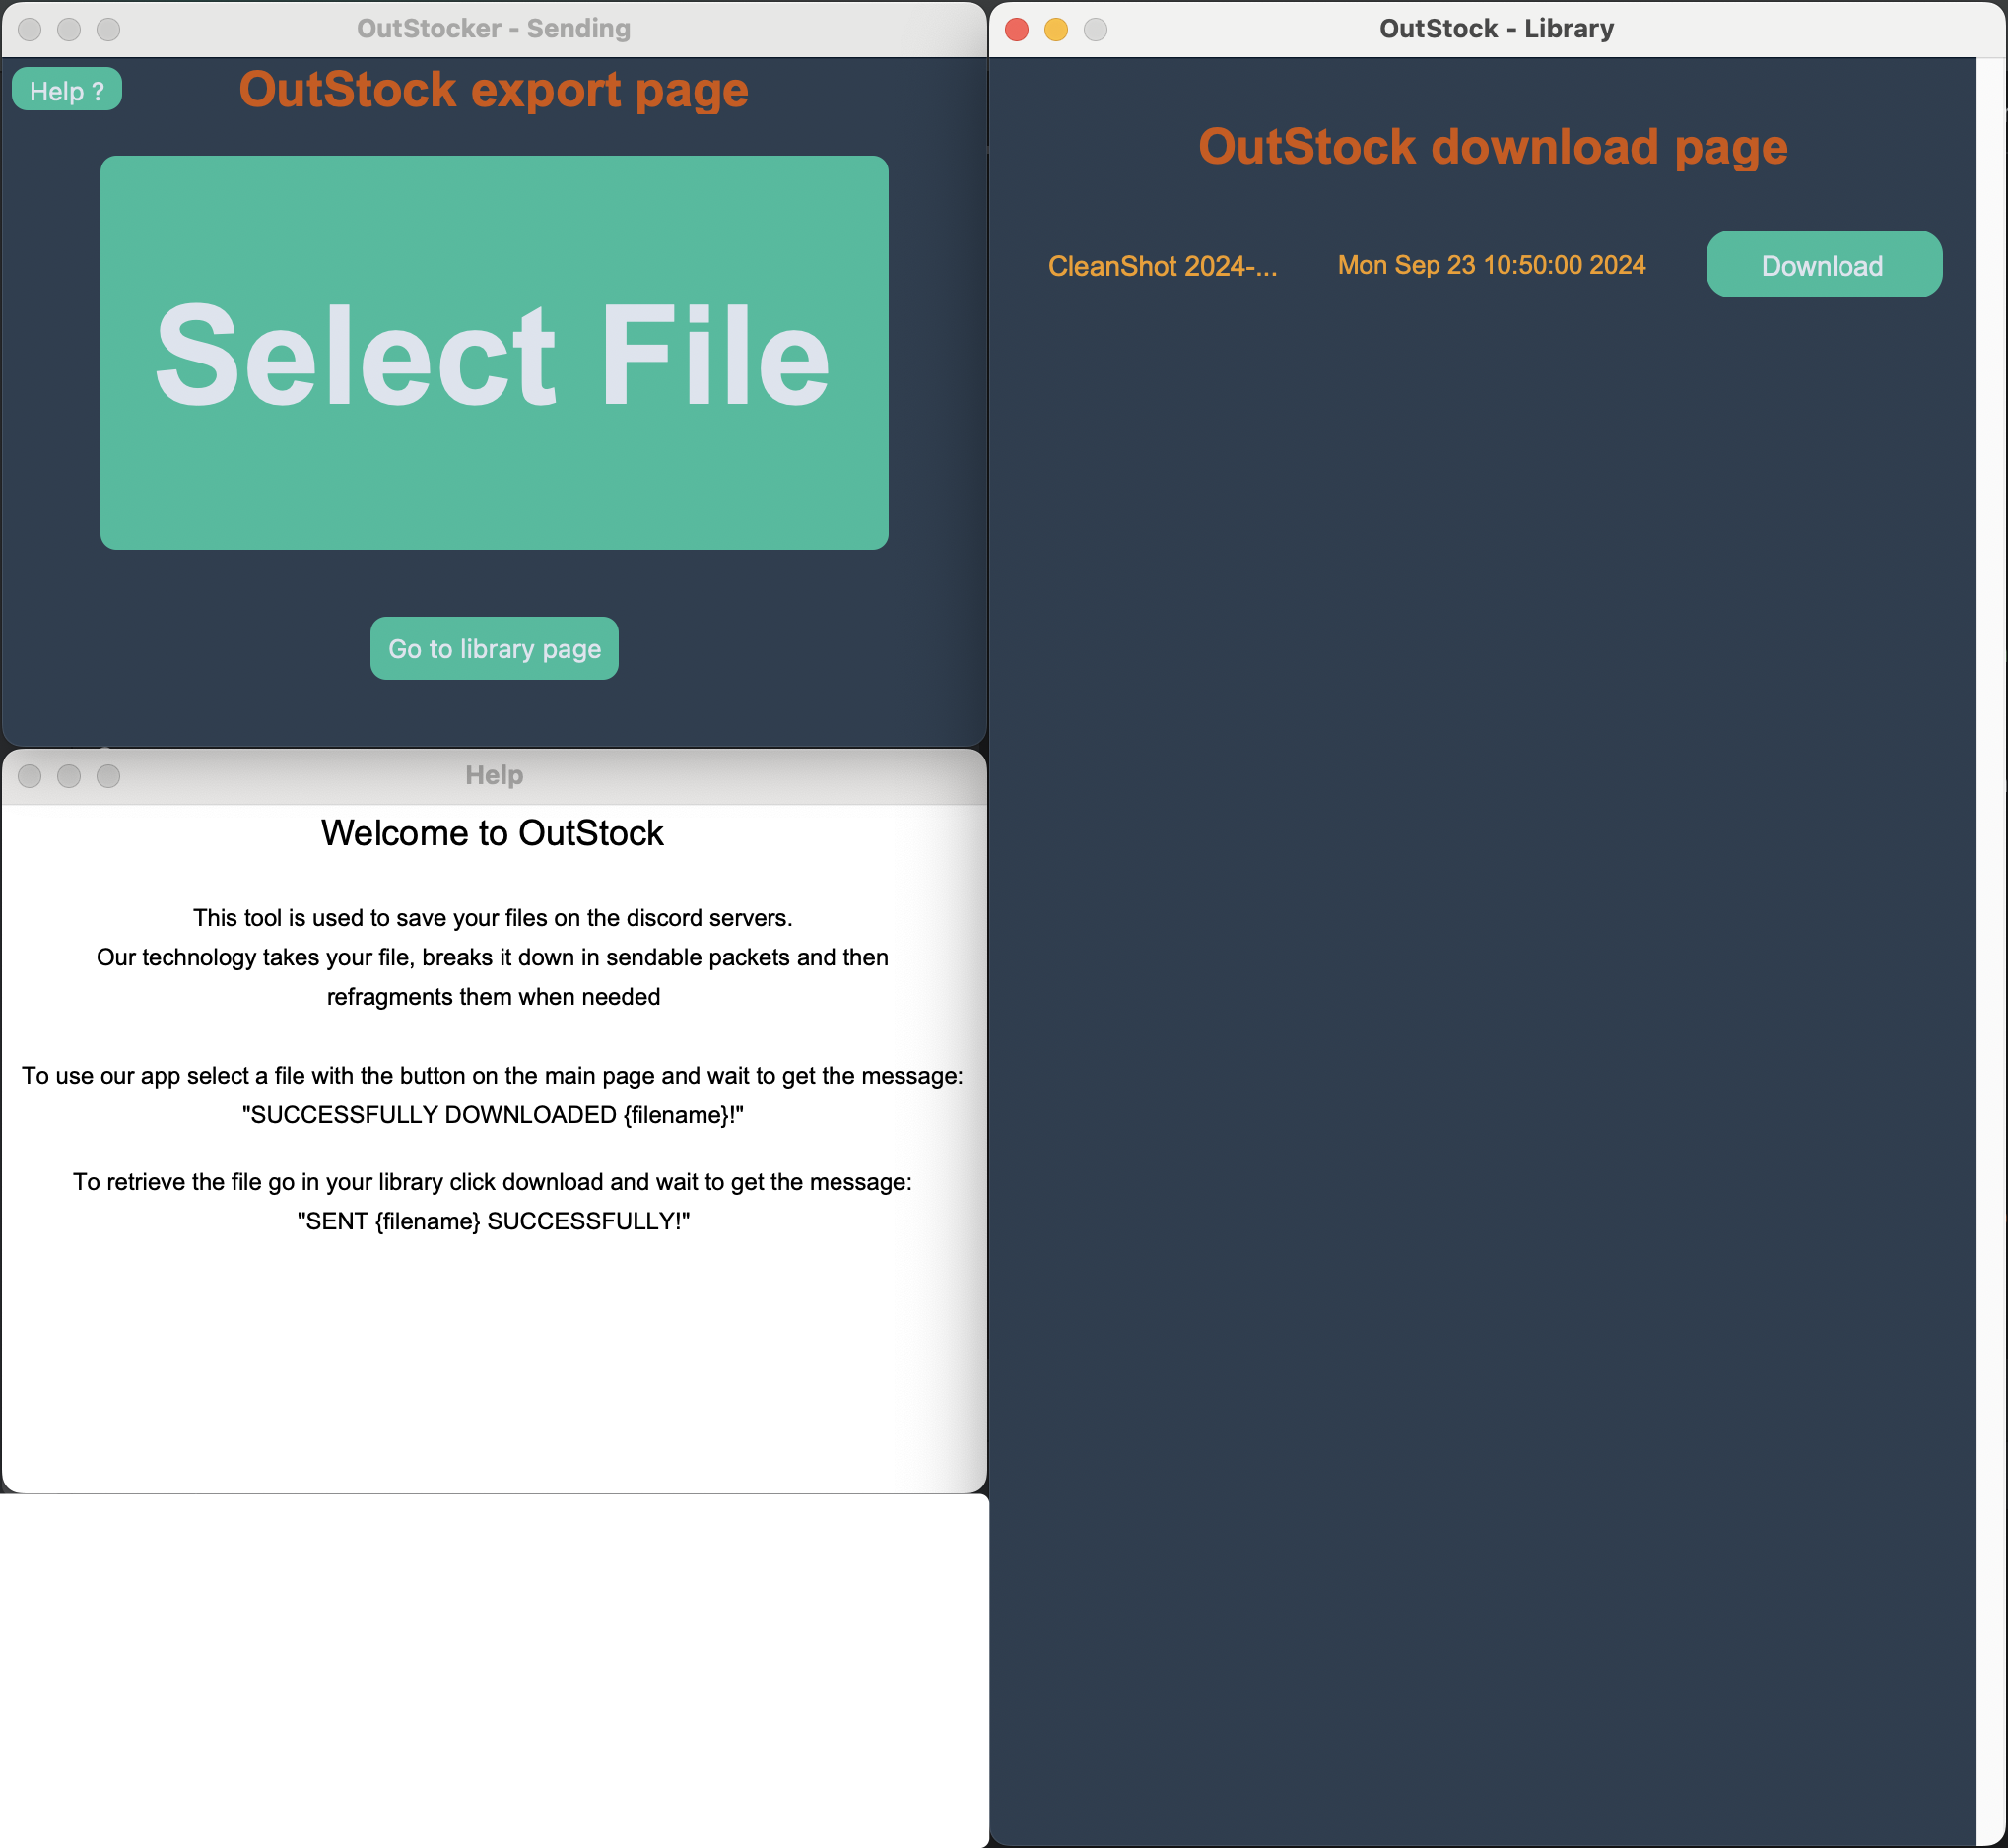 OutStocker - Sending
Help ?
OutStock export page
Select File
Go to library page
Help
Welcome to OutStock
This tool is used to save your files on the discord servers.
Our technology takes your file, breaks it down in sendable packets and then
refragments them when needed
To use our app select a file with the button on the main page and wait to get the message:
"SUCCESSFULLY DOWNLOADED {filename}!"
To retrieve the file go in your library click download and wait to get the message:
"SENT {filename} SUCCESSFULLY!"
OutStock - Library
OutStock download page
CleanShot 2024-... Mon Sep 23 10:50:00 2024 Download